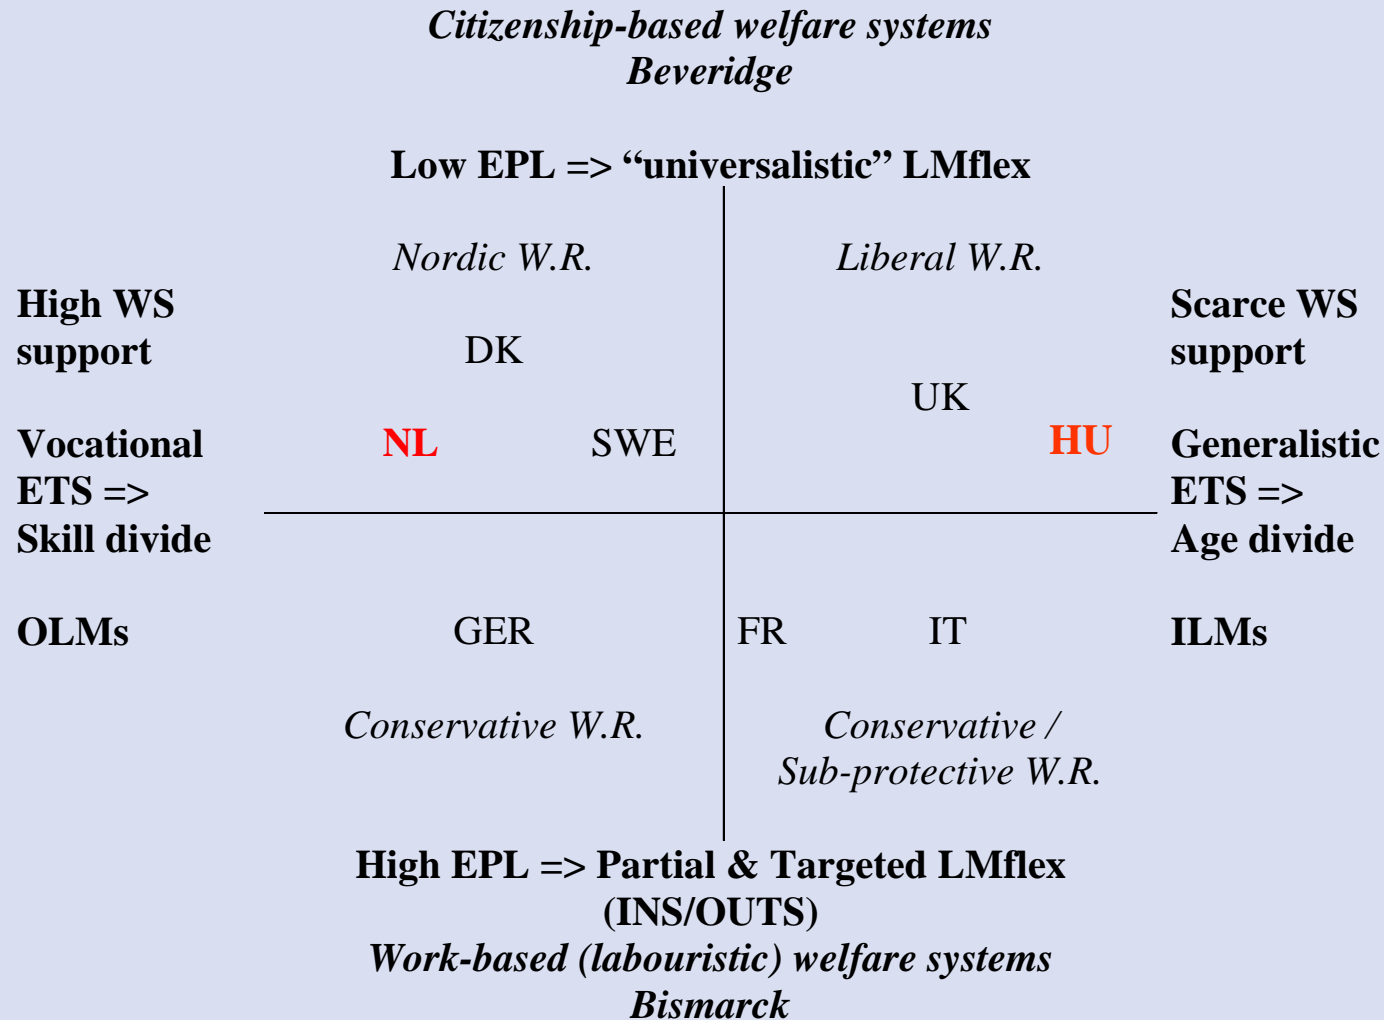 Citizenship-based welfare systems
Beveridge
Low EPL => “universalistic” LMflex
Nordic W.R.
Liberal W.R.
High WS
support
Scarce WS
support
DK
UK
Vocational
ETS =>
Skill divide
NL
SWE
HU
Generalistic
ETS =>
Age divide
OLMs
GER
FR
IT
ILMs
Conservative W.R.
Conservative /
Sub-protective W.R.
High EPL => Partial & Targeted LMflex
(INS/OUTS)
Work-based (labouristic) welfare systems
Bismarck